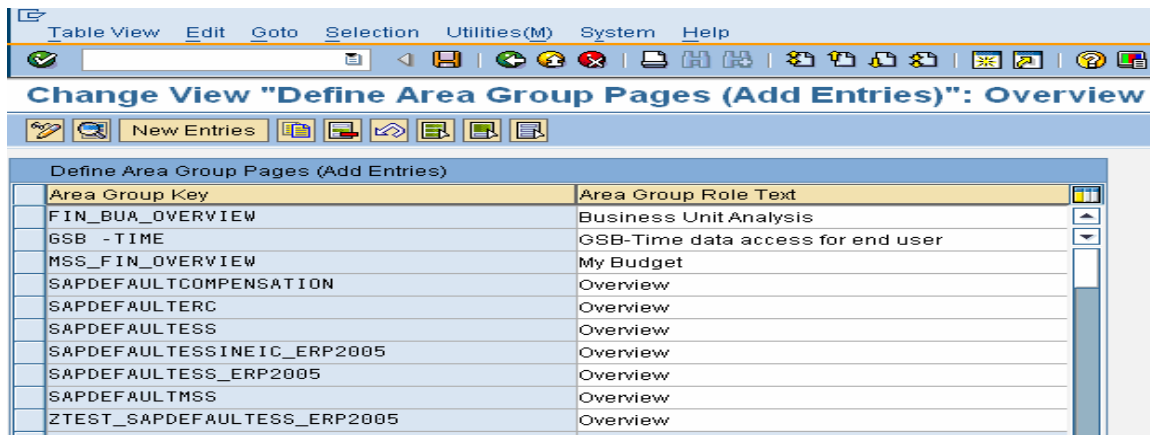 Table View Edit Goto Selection Utilities(M) System Help
Change View "Define Area Group Pages (Add Entries)": Overview
New Entries
Define Area Group Pages (Add Entries)
Area Group Key Area Group Role Text
FIN_BUA_OVERVIEW Business Unit Analysis
GSB -TIME GSB-Time data access for end user
MSS_FIN_OVERVIEW My Budget
SAPDEFAULTCOMPENSATION Overview
SAPDEFAULTERC Overview
SAPDEFAULTESS Overview
SAPDEFAULTESSINEIC_ERP2005 Overview
SAPDEFAULTESS_ERP2005 Overview
SAPDEFAULTMSS Overview
ZTEST_SAPDEFAULTESS_ERP2005 Overview